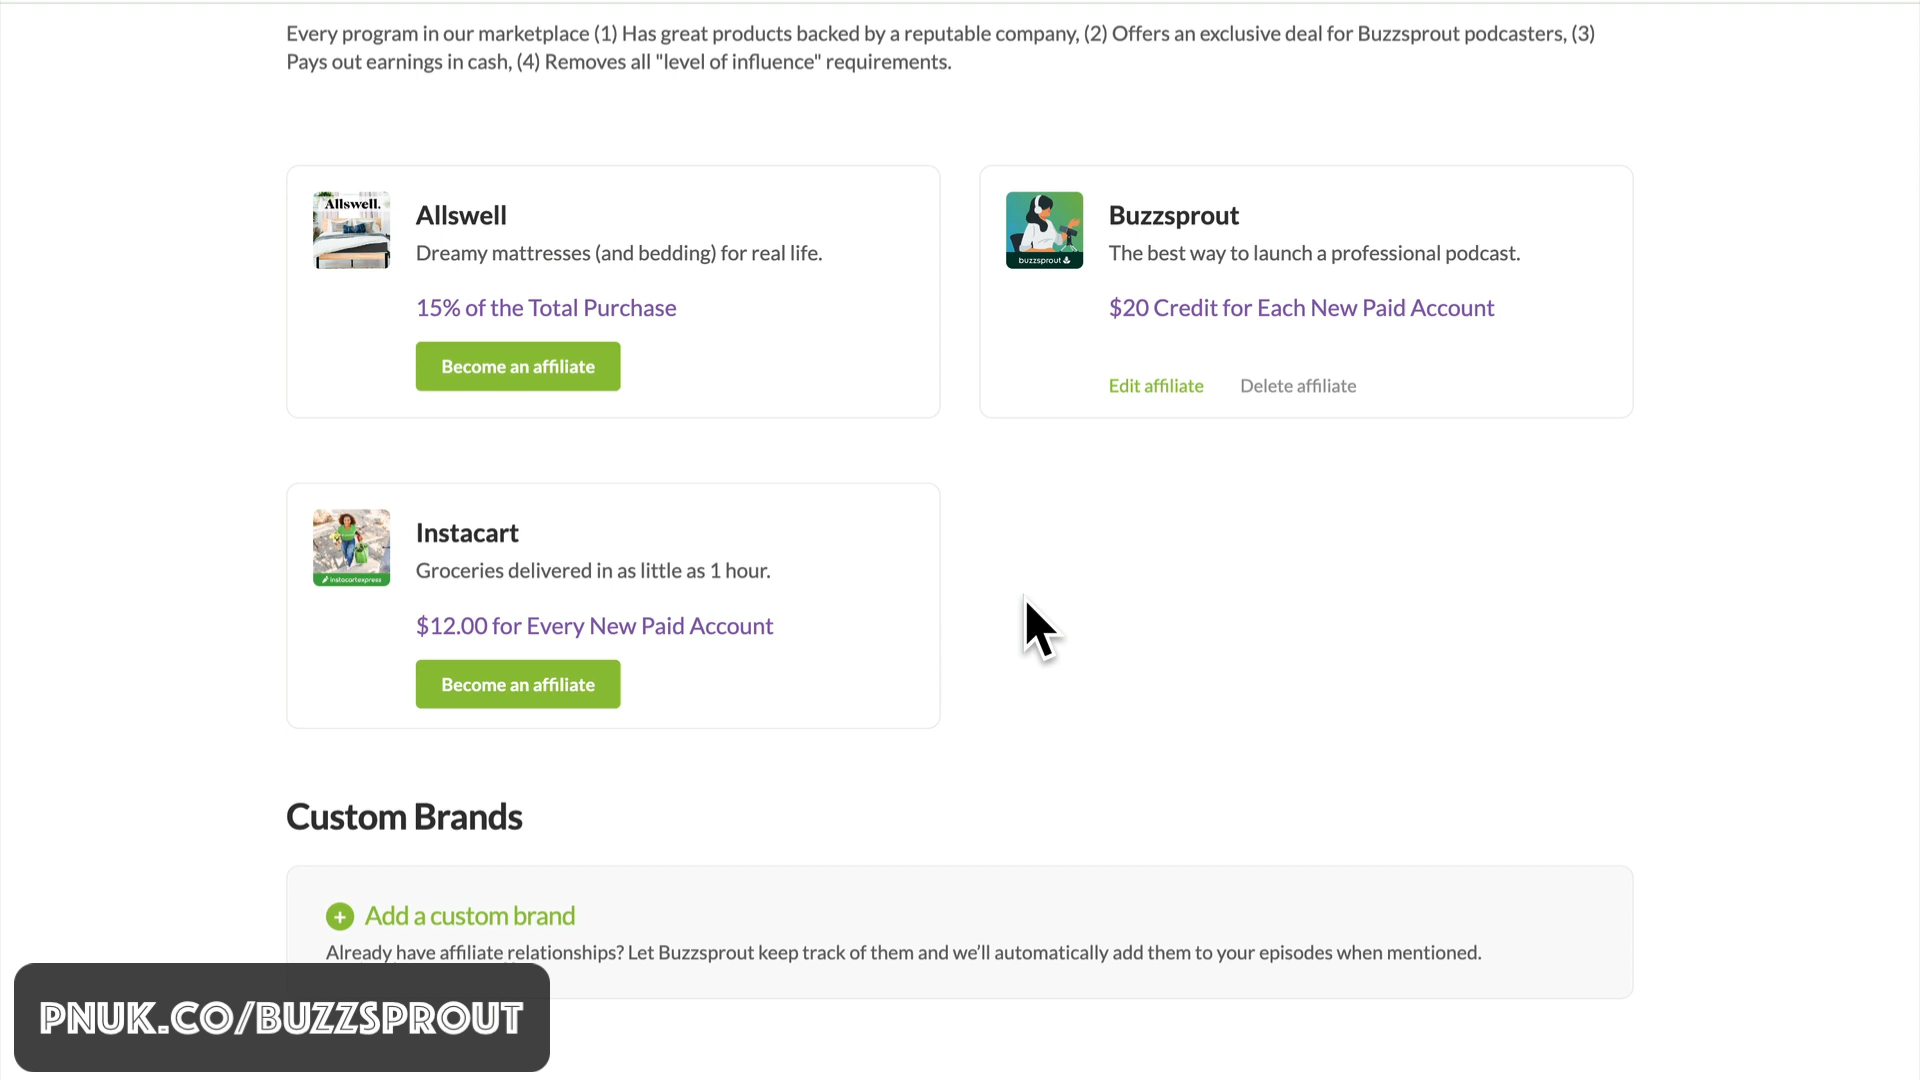 Every program in our marketplace (1) Has great products backed by a reputable company, (2) Offers an exclusive deal for Buzzsprout podcasters, (3)
Pays out earnings in cash, (4) Removes all "level of influence" requirements.
Allswell.
Allswell
Dreamy mattresses (and bedding) for real life.
15% of the Total Purchase
Become an affiliate
buzzsprout
Buzzsprout
The best way to launch a professional podcast.
$20 Credit for Each New Paid Account
Edit affiliate
Delete affiliate
instacartexpress
Instacart
Groceries delivered in as little as 1 hour.
$12.00 for Every New Paid Account
Become an affiliate
Custom Brands
Add a custom brand
Already have affiliate relationships? Let Buzzsprout keep track of them and we’ll automatically add them to your episodes when mentioned.
PNUK.CO/BUZZSPROUT